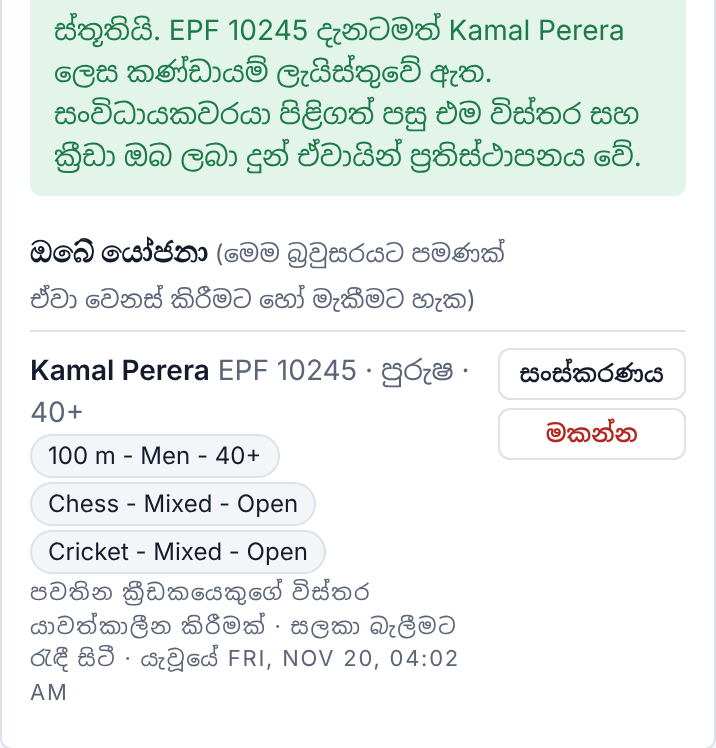 ස්තූතියි. EPF 10245 දැනටමත් Kamal Perera
ලෙස කණ්ඩායම් ලැයිස්තුවේ ඇත.
සංවිධායකවරයා පිළිගත් පසු එම විස්තර සහ
ක්‍රීඩා ඔබ ලබා දුන් ඒවායින් ප්‍රතිස්ථාපනය වේ.
ඔබේ යෝජනා (මෙම බ්‍රවුසරයට පමණක්
ඒවා වෙනස් කිරීමට හෝ මැකීමට හැක)
Kamal Perera EPF 10245 · පුරුෂ ·
40+
සංස්කරණය
මකන්න
100 m - Men - 40+
Chess - Mixed - Open
Cricket - Mixed - Open
පවතින ක්‍රීඩකයෙකුගේ විස්තර
යාවත්කාලීන කිරීමක් · සලකා බැලීමට
රැඳී සිටී · යැවූයේ FRI, NOV 20, 04:02
AM